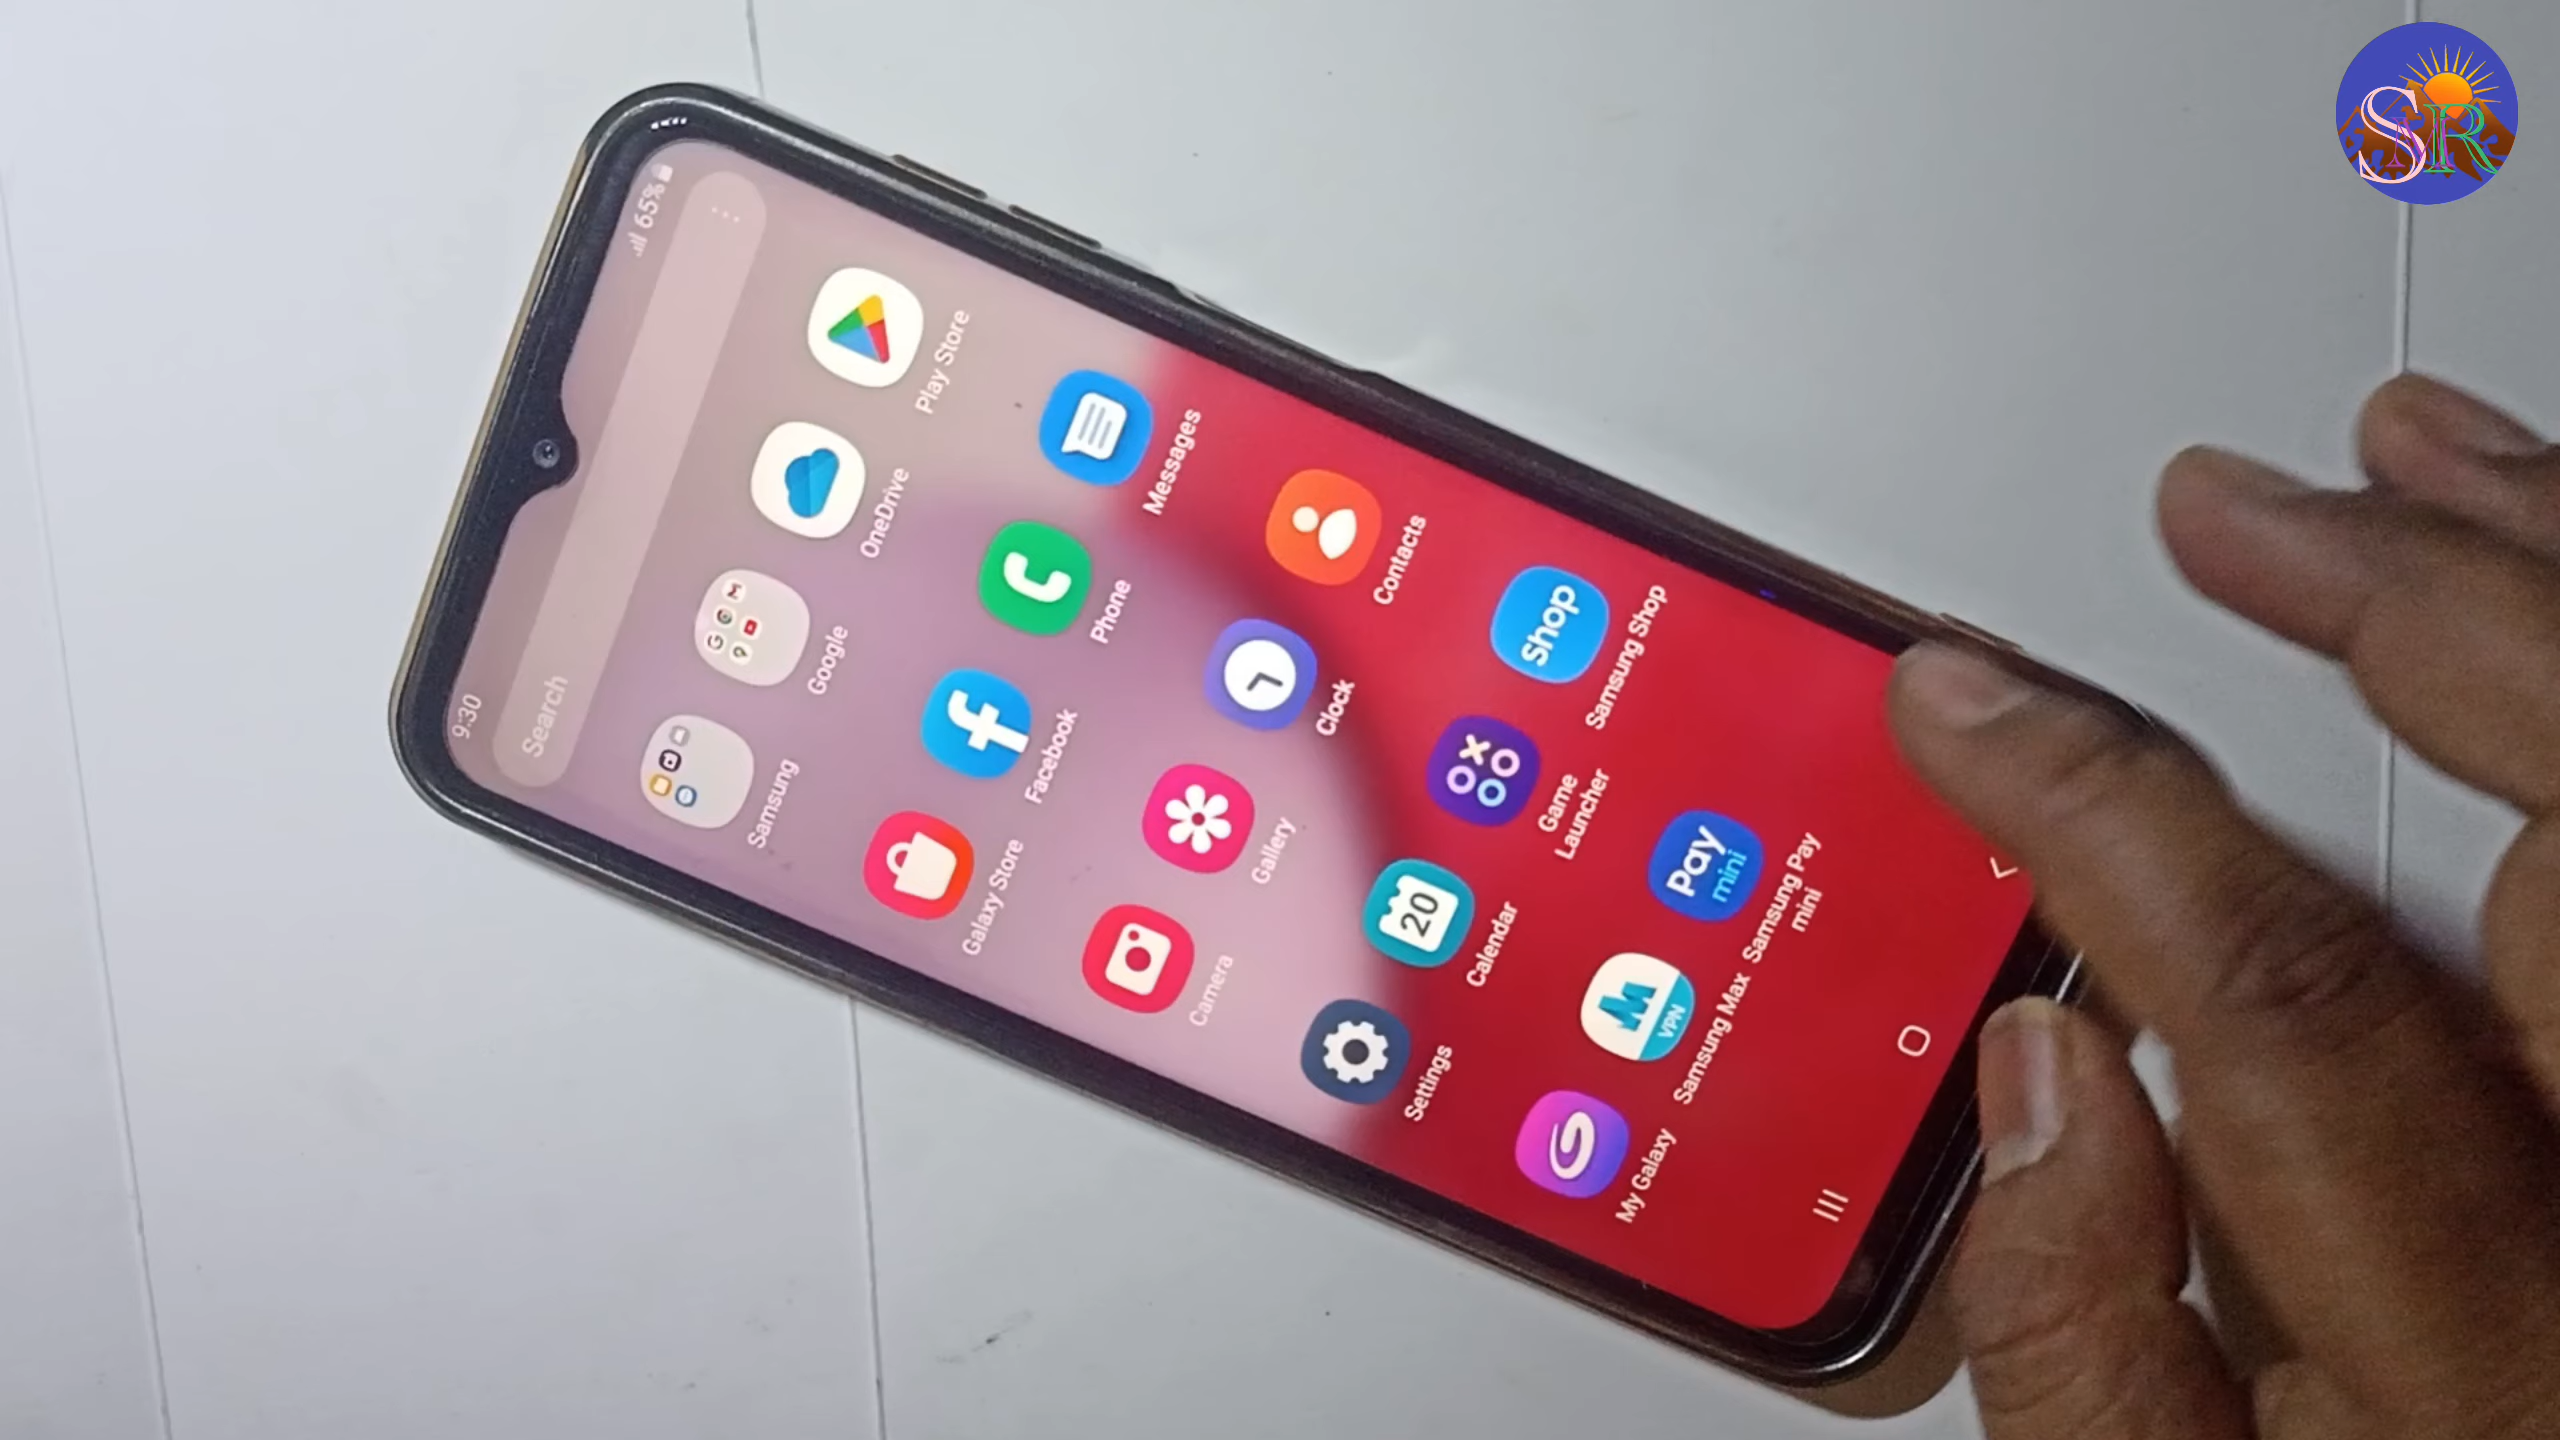 9:30
65%
Search
Samsung
Google
OneDrive
Play Store
Galaxy Store
Facebook
Phone
Messages
Camera
Gallery
Clock
Contacts
20
Shop
Settings
Calendar
Game
Launcher
Samsung Shop
VPN
Pay
mini
My Galaxy
Samsung Max
Samsung Pay
mini
SMR